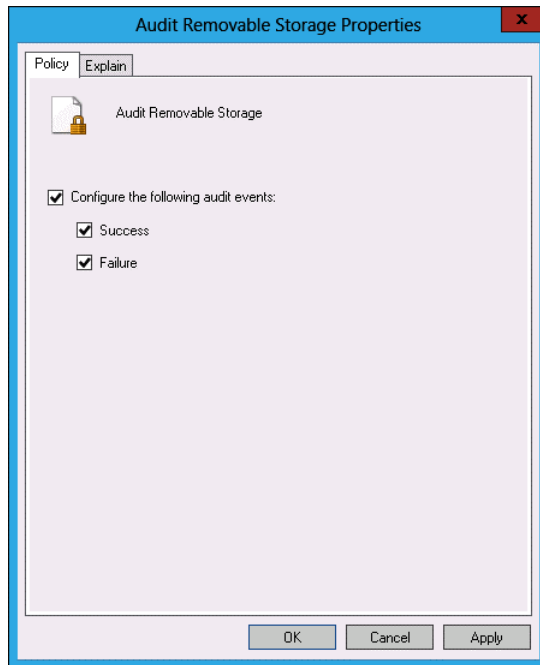 Audit Removable Storage Properties
x
Policy
Explain
Audit Removable Storage
Configure the following audit events:
Success
Failure
OK
Cancel
Apply